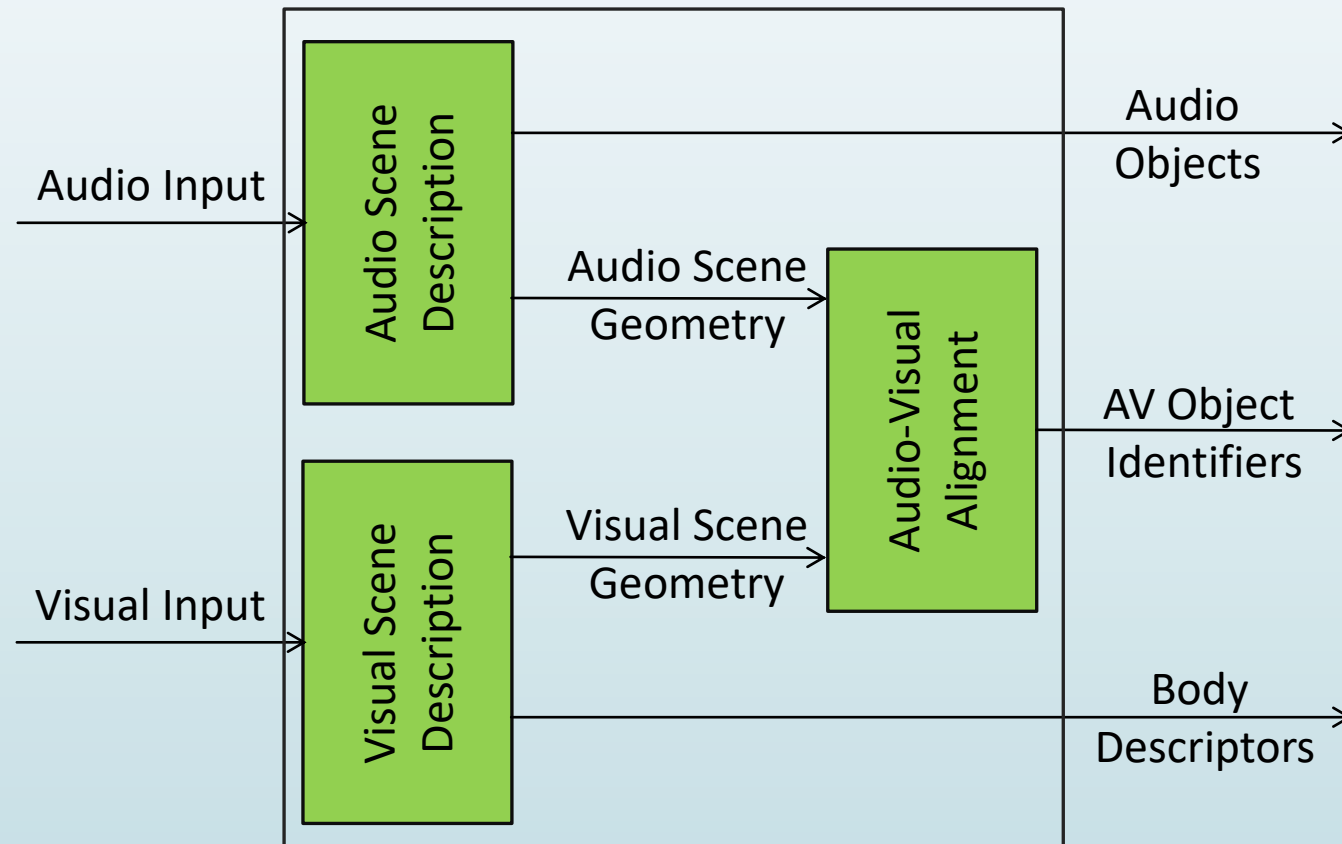 Audio Input
Audio Scene
Description
Audio
Objects
Audio Scene
Geometry
Audio-Visual
Alignment
AV Object
Identifiers
Visual Input
Visual Scene
Description
Visual Scene
Geometry
Body
Descriptors